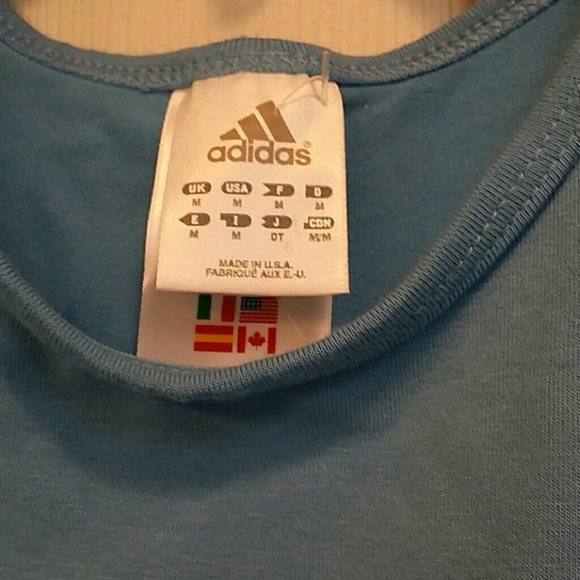 adidas®
UK USA F D
M M M M
E I J CDN
M M OT M/M
MADE IN U.S.A.
FABRIQUÉ AUX E.-U.